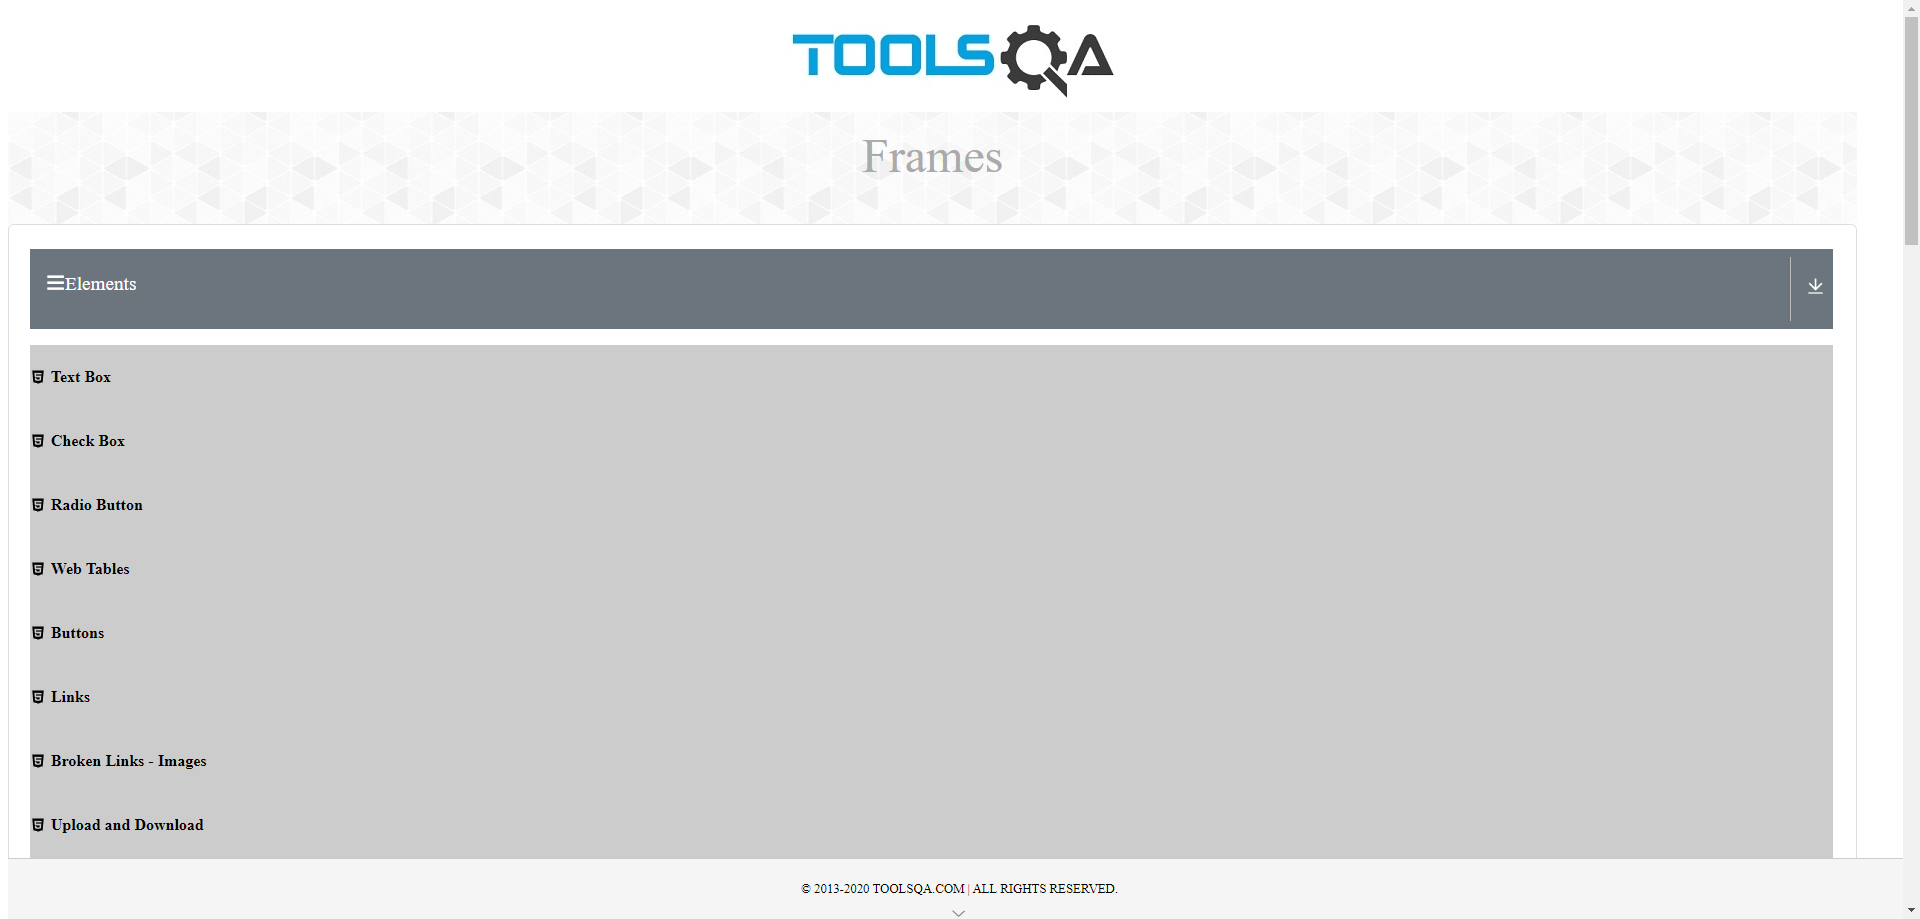 TOOLSQA
Frames
Elements
Text Box
Check Box
Radio Button
Web Tables
Buttons
Links
Broken Links - Images
Upload and Download
© 2013-2020 TOOLSQA.COM | ALL RIGHTS RESERVED.